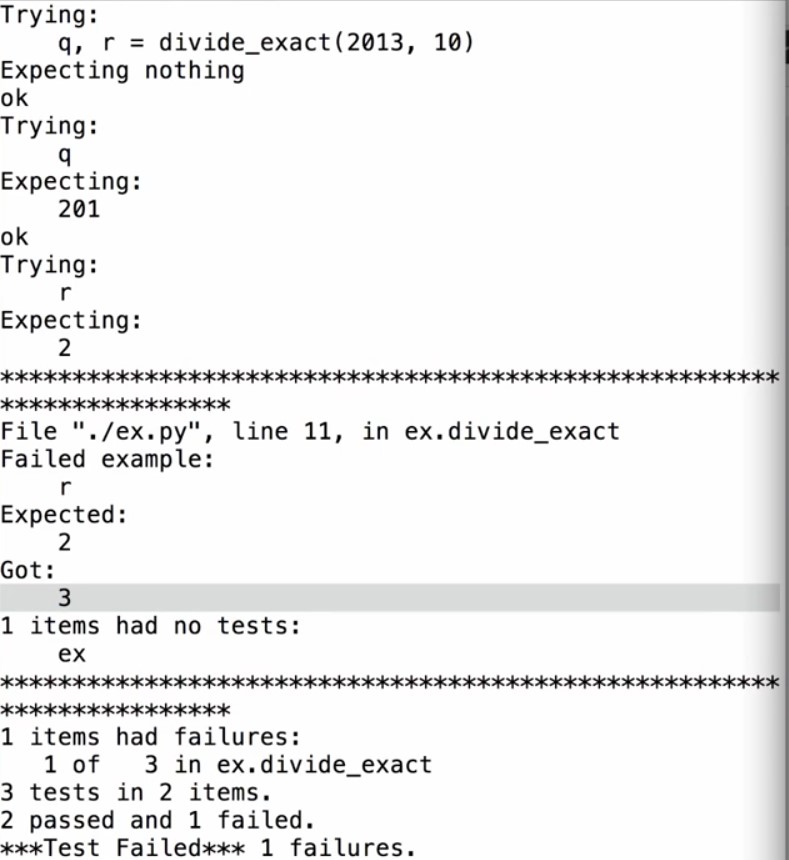 Trying:
    q, r = divide_exact(2013, 10)
Expecting nothing
ok
Trying:
    q
Expecting:
    201
ok
Trying:
    r
Expecting:
    2
******************************************************
****************
File "./ex.py", line 11, in ex.divide_exact
Failed example:
    r
Expected:
    2
Got:
    3
1 items had no tests:
    ex
******************************************************
****************
1 items had failures:
   1 of   3 in ex.divide_exact
3 tests in 2 items.
2 passed and 1 failed.
***Test Failed*** 1 failures.